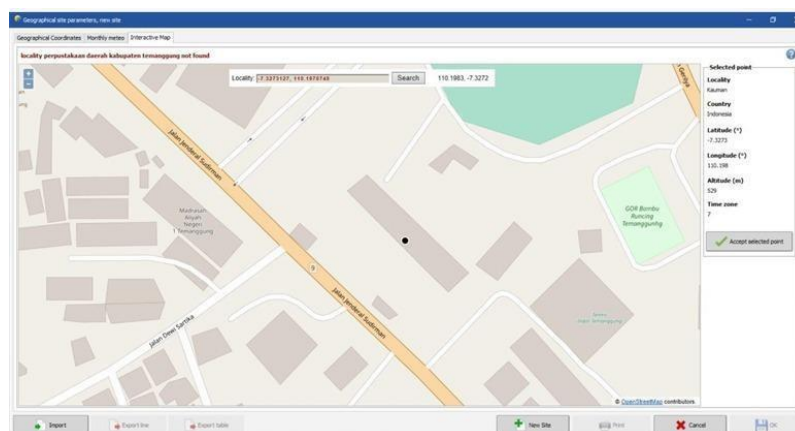 Geographical site parameters, new site
Geographical Coordinates Monthly meteo Interactive Map
locality perpustakaan daerah kabupaten temanggung not found
Locality: -7.3273127, 110.1979748 Search 110.1983, -7.3272
Selected point
Locality
Kauman
Country
Indonesia
Latitude (°)
-7.3273
Longitude (°)
110.198
Altitude (m)
529
Time zone
7
Accept selected point
Jalan Jenderal Sudirman
Madrasah
Aliyah
Negeri
1 Temanggung
GOR Bambu
Runcing
Temanggung
9
Jalan Jenderal Sudirman
Jalan Dewi Sartika
© OpenStreetMap contributors.
Import Export line Export table New Site Print Cancel OK